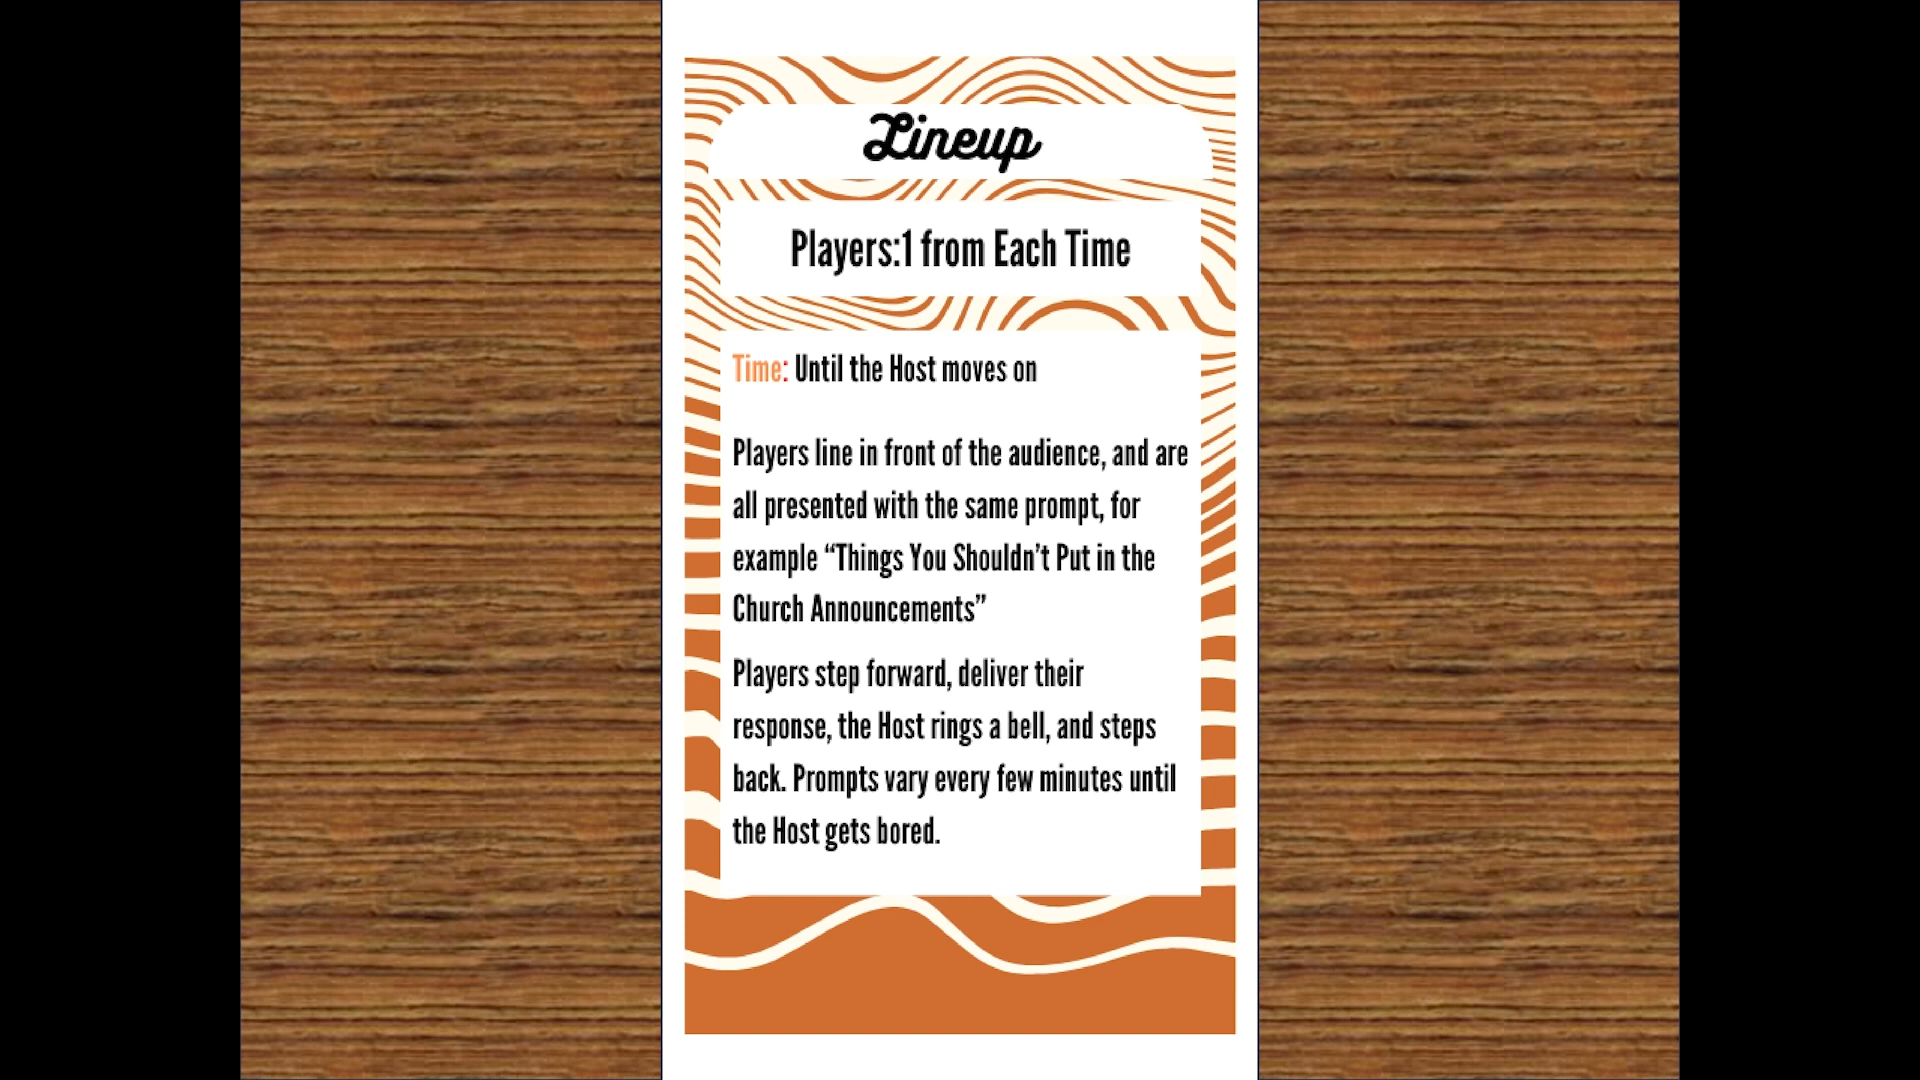 Lineup
Players:1 from Each Time
Time: Until the Host moves on
Players line in front of the audience, and are
all presented with the same prompt, for
example “Things You Shouldn’t Put in the
Church Announcements”
Players step forward, deliver their
response, the Host rings a bell, and steps
back. Prompts vary every few minutes until
the Host gets bored.